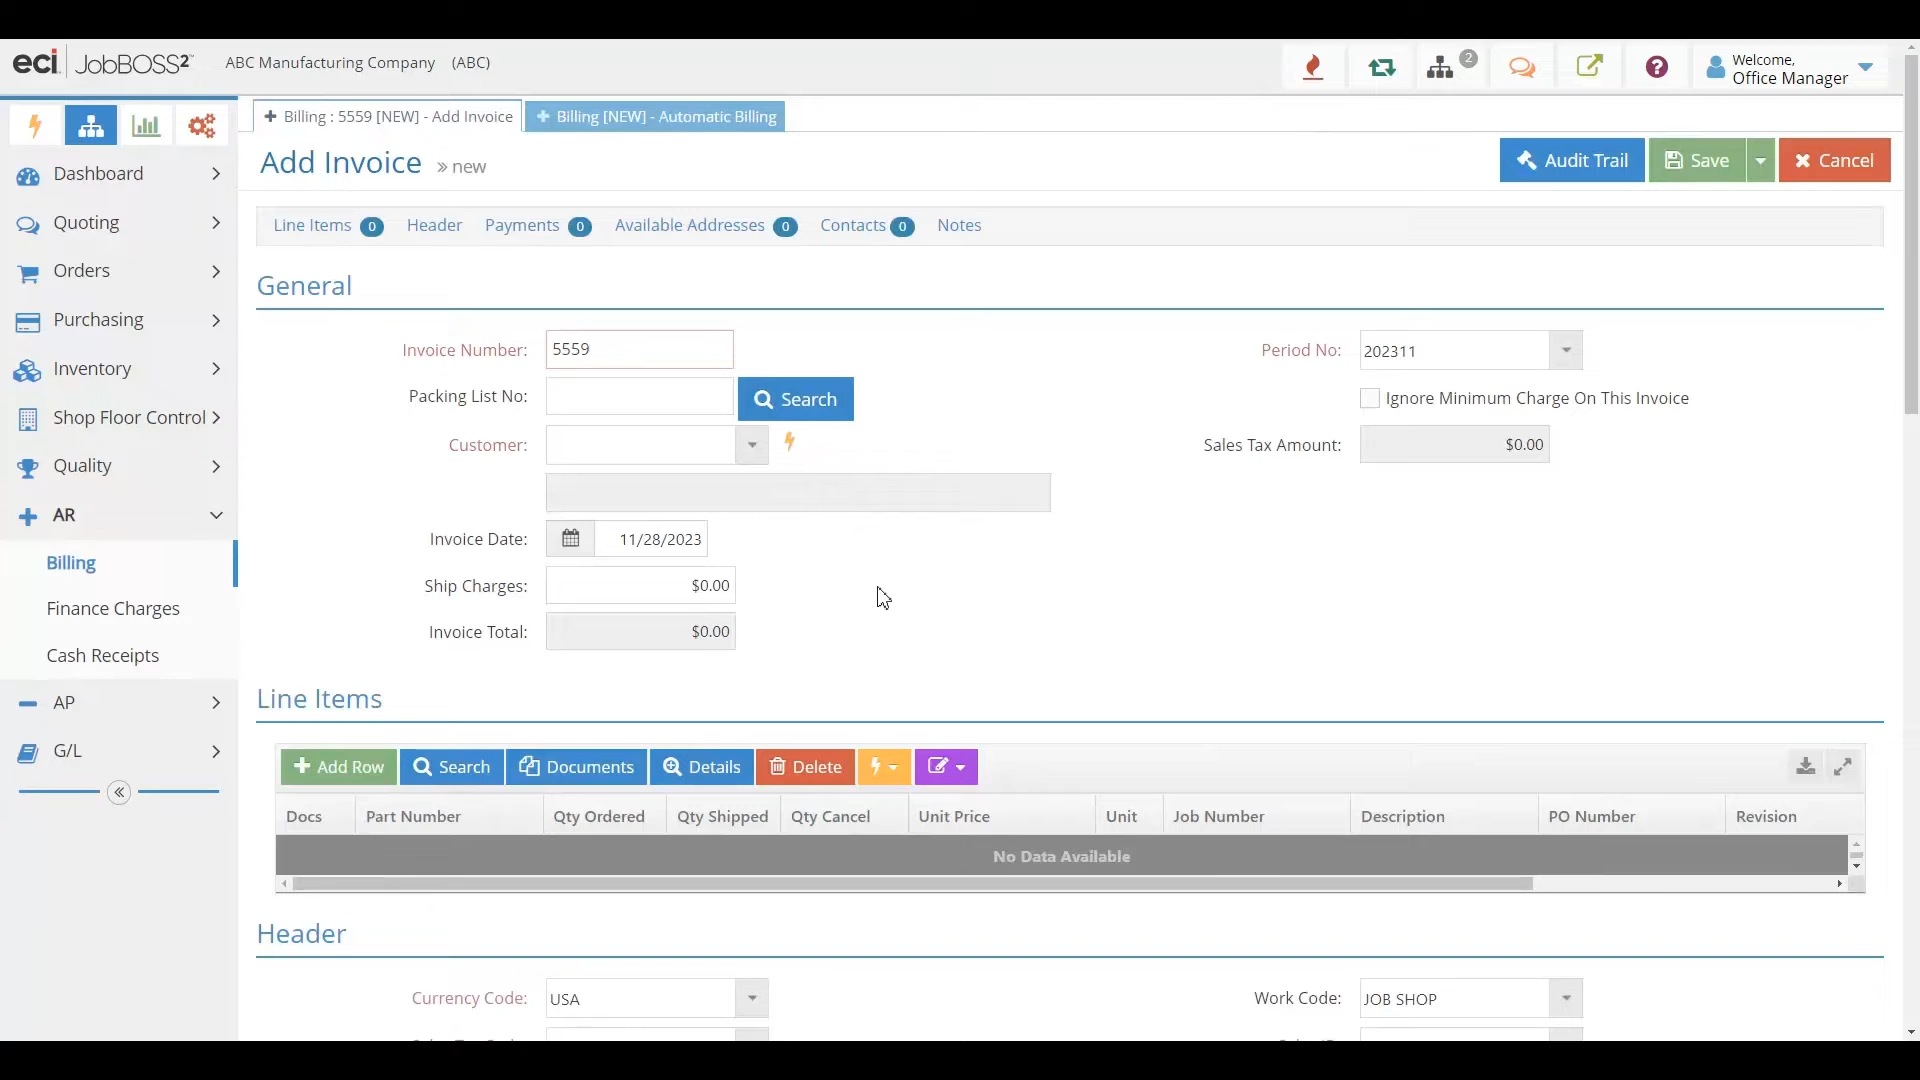 eci JobBOSS²™
ABC Manufacturing Company (ABC)
2
Welcome,
Office Manager
Dashboard
Quoting
Orders
Purchasing
Inventory
Shop Floor Control
Quality
AR
Billing
Finance Charges
Cash Receipts
AP
G/L
Billing : 5559 [NEW] - Add Invoice
Billing [NEW] - Automatic Billing
Add Invoice » new
Audit Trail Save Cancel
Line Items 0 Header Payments 0 Available Addresses 0 Contacts 0 Notes
General
Invoice Number: 5559
Packing List No: Search
Customer:
Invoice Date: 11/28/2023
Ship Charges: $0.00
Invoice Total: $0.00
Period No: 202311
Ignore Minimum Charge On This Invoice
Sales Tax Amount: $0.00
Line Items
Add Row Search Documents Details Delete
Docs Part Number Qty Ordered Qty Shipped Qty Cancel Unit Price Unit Job Number Description PO Number Revision
No Data Available
Header
Currency Code: USA
Work Code: JOB SHOP